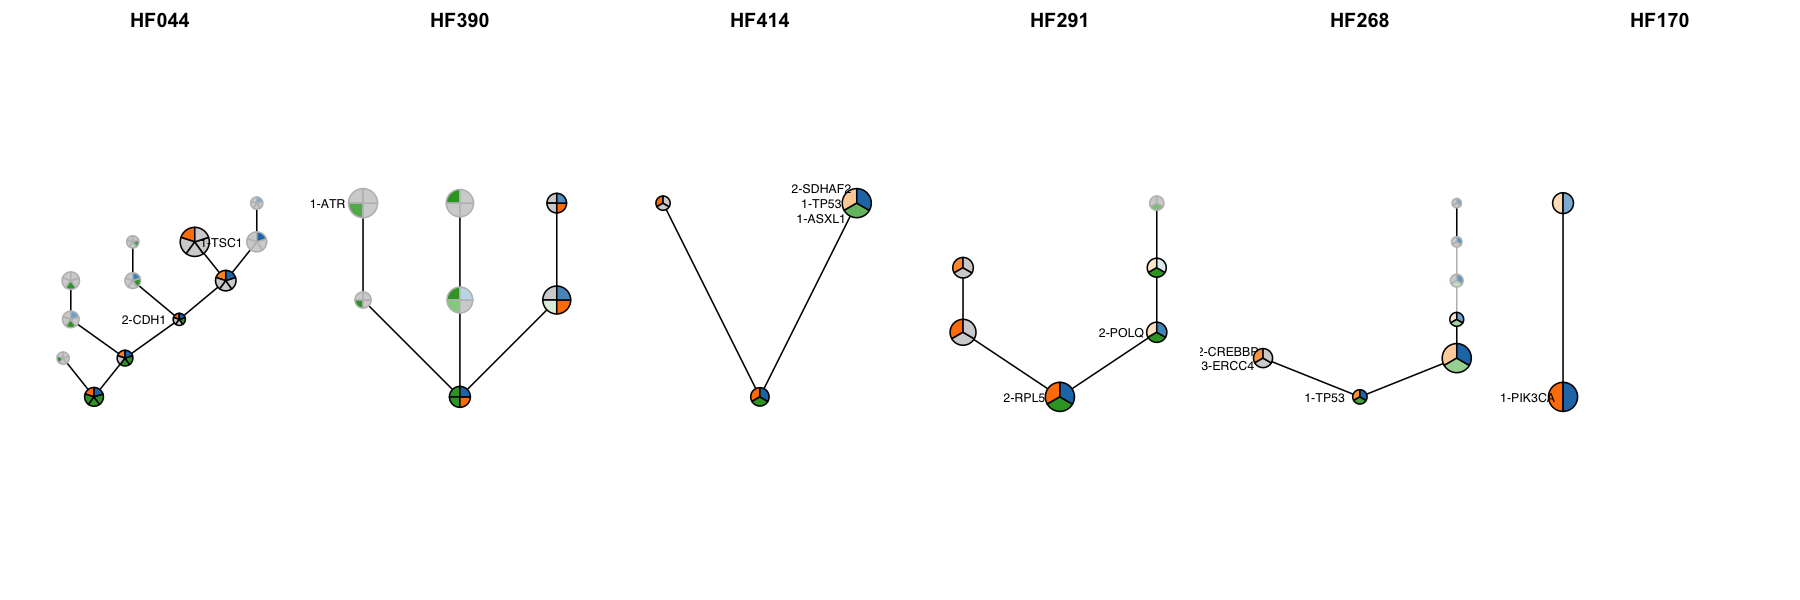 HF044
HF390
HF414
HF291
HF268
HF170
1-TSC1
2-CDH1
1-ATR
2-SDHAF2
1-TP53
1-ASXL1
2-POLQ
2-RPL5
2-CREBBP
3-ERCC4
1-TP53
1-PIK3CA